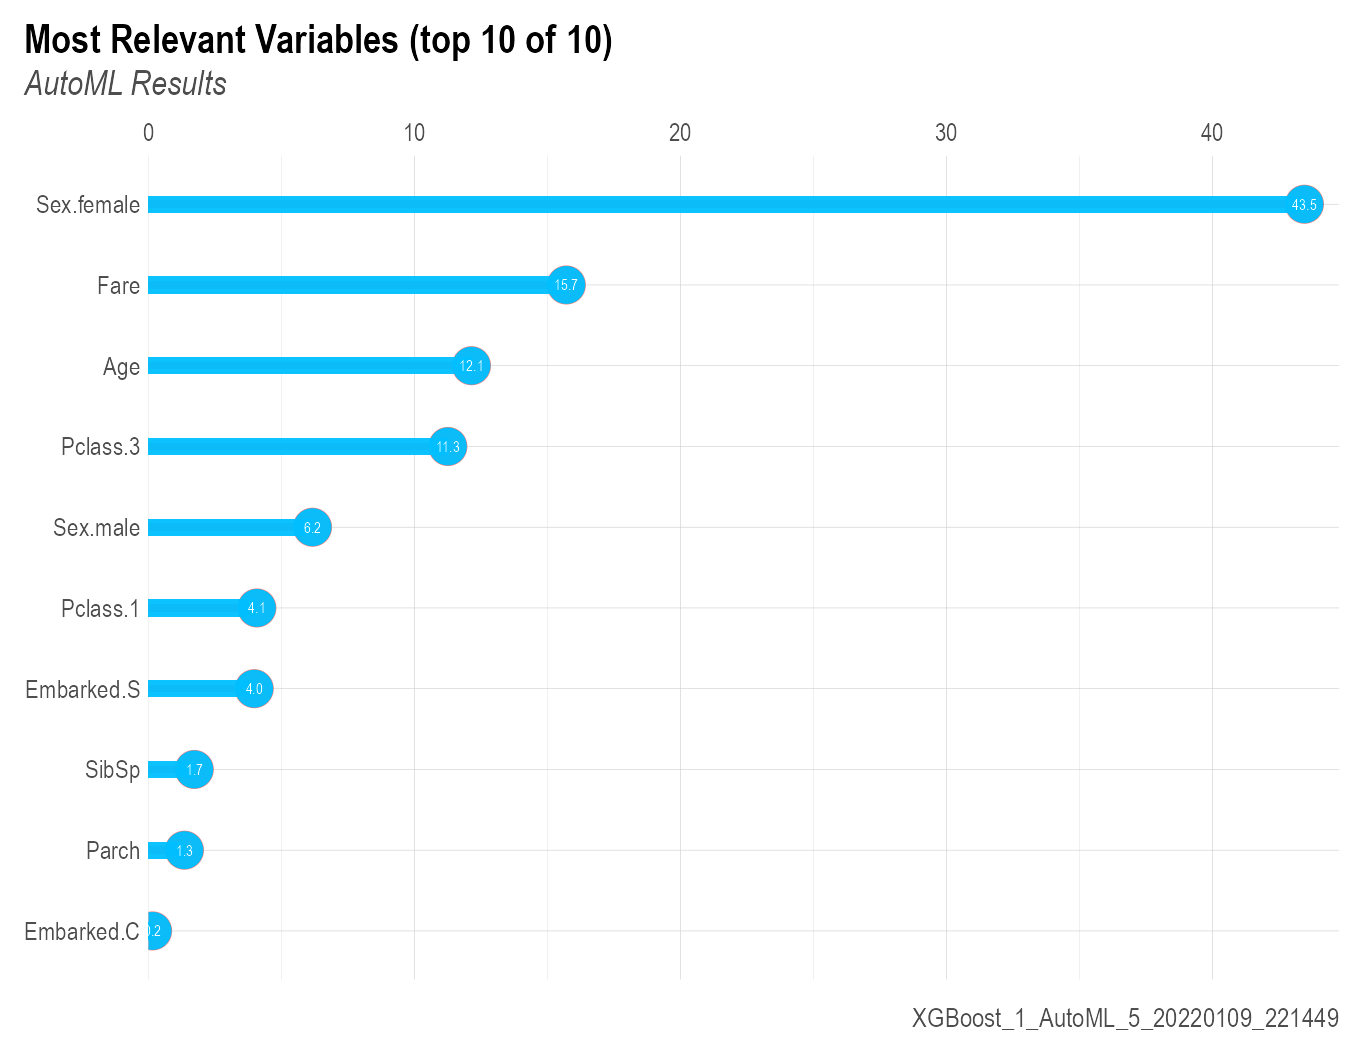 Most Relevant Variables (top 10 of 10)
AutoML Results
0 10 20 30 40
Sex.female 43.5
Fare 15.7
Age 12.1
Pclass.3 11.3
Sex.male 6.2
Pclass.1 4.1
Embarked.S 4.0
SibSp 1.7
Parch 1.3
Embarked.C 0.2
XGBoost_1_AutoML_5_20220109_221449